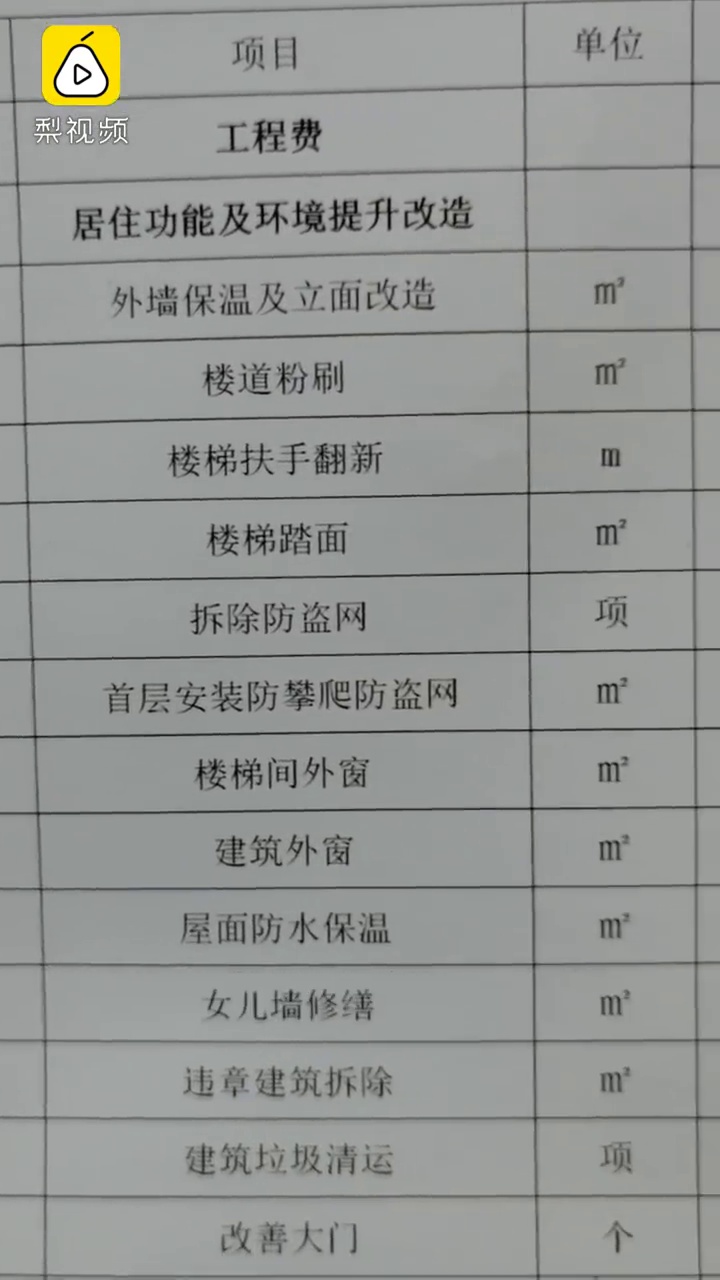 梨视频
项目 单位
工程费
居住功能及环境提升改造
外墙保温及立面改造 m²
楼道粉刷 m²
楼梯扶手翻新 m
楼梯踏面 m²
拆除防盗网 项
首层安装防攀爬防盗网 m²
楼梯间外窗 m²
建筑外窗 m²
屋面防水保温 m²
女儿墙修缮 m²
违章建筑拆除 m²
建筑垃圾清运 项
改善大门 个